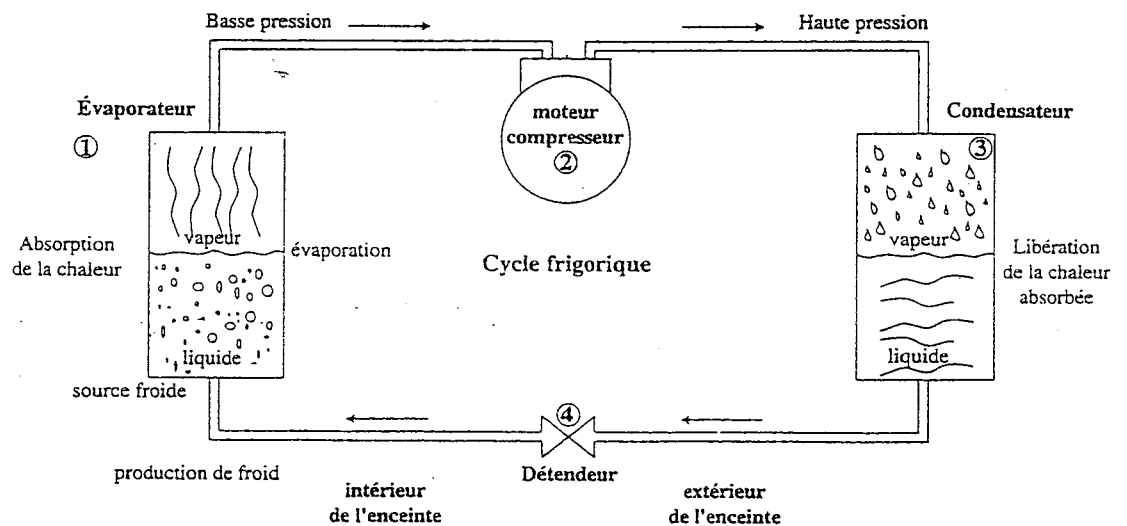 Basse pression
Haute pression
Évaporateur
①
moteur
compresseur
②
Condensateur
③
vapeur
évaporation
Absorption
de la chaleur
Cycle frigorique
vapeur
Libération
de la chaleur
absorbée
liquide
source froide
liquide
④
production de froid
Détendeur
intérieur
de l'enceinte
extérieur
de l'enceinte